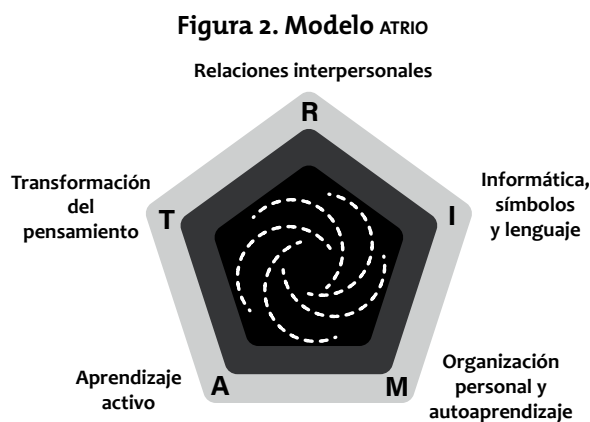 Figura 2. Modelo ATRIO
Relaciones interpersonales
R
Transformación
del
pensamiento
T
I
Informática,
símbolos
y lenguaje
Aprendizaje
activo
A
M
Organización
personal y
autoaprendizaje